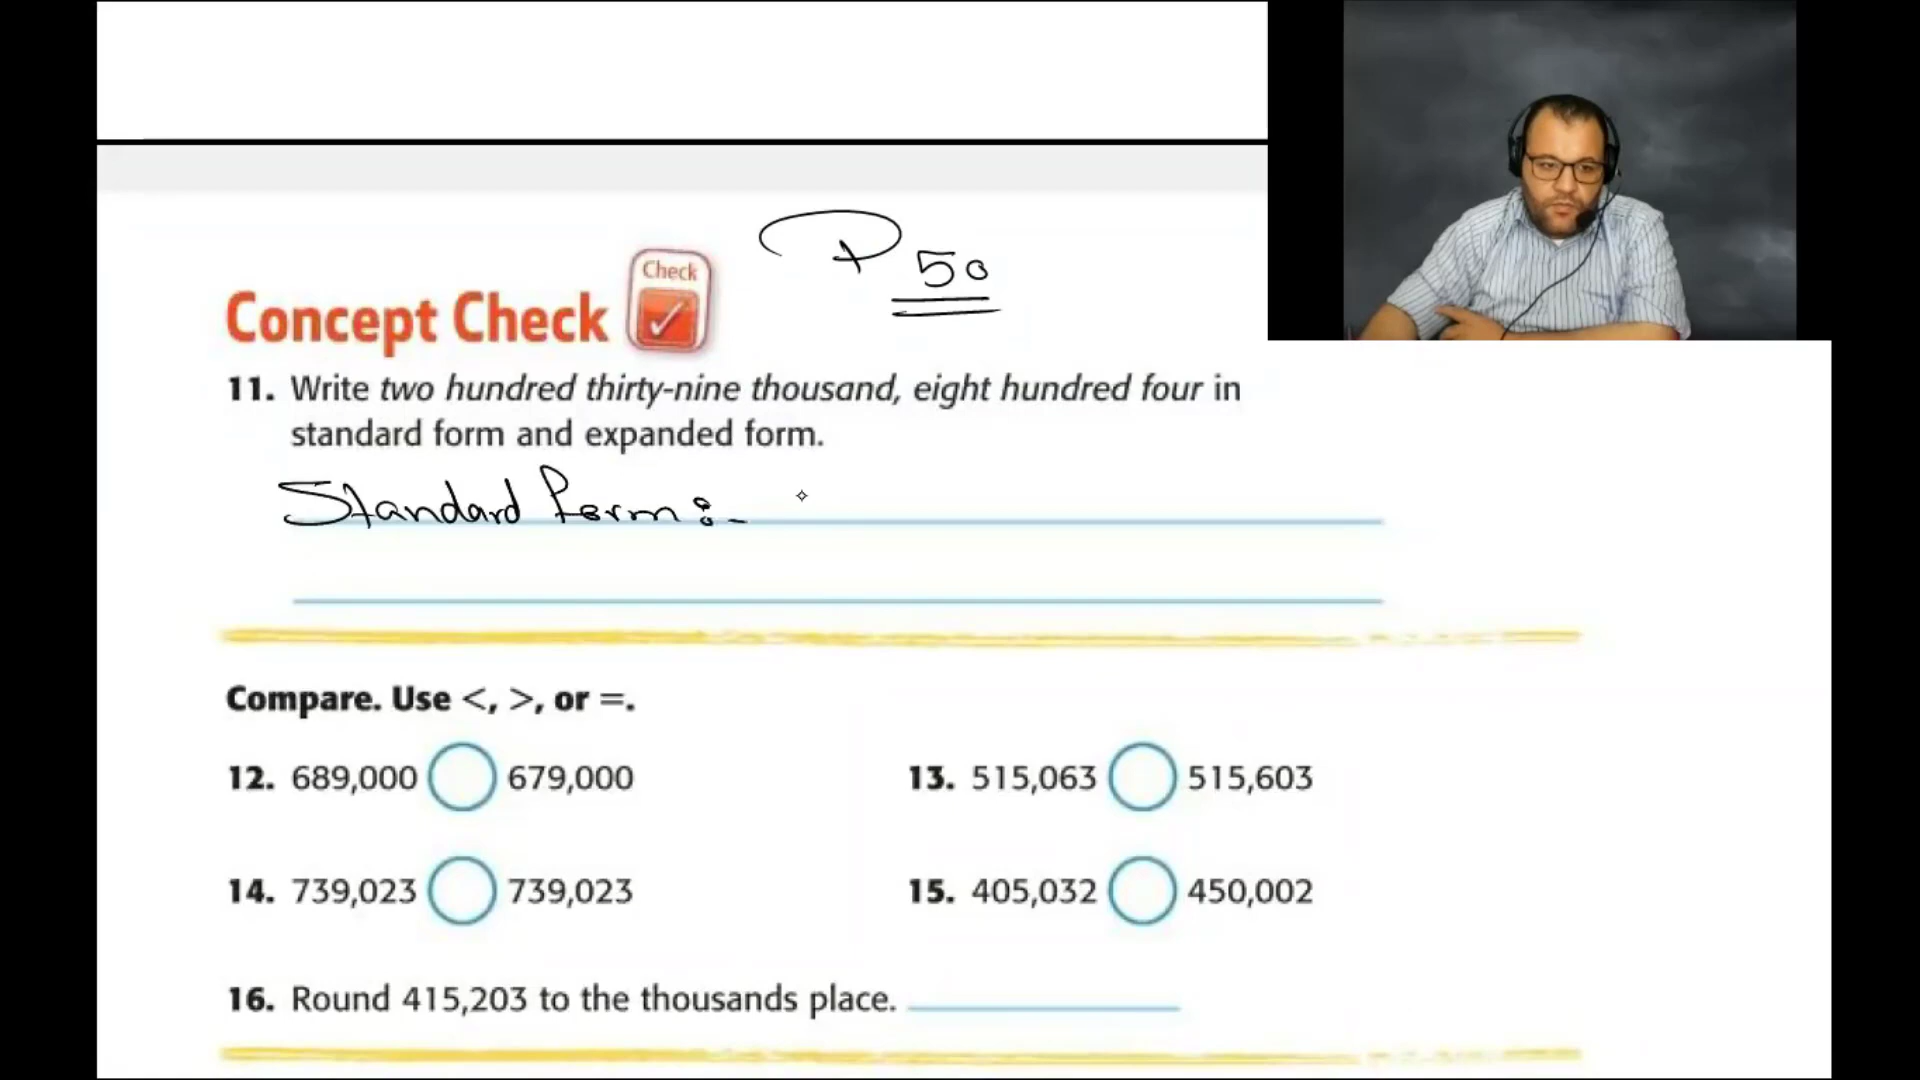 P 50
Check
Concept Check
11. Write two hundred thirty-nine thousand, eight hundred four in
standard form and expanded form.
Standard form :-
Compare. Use <, >, or =.
12. 689,000 679,000
13. 515,063 515,603
14. 739,023 739,023
15. 405,032 450,002
16. Round 415,203 to the thousands place.